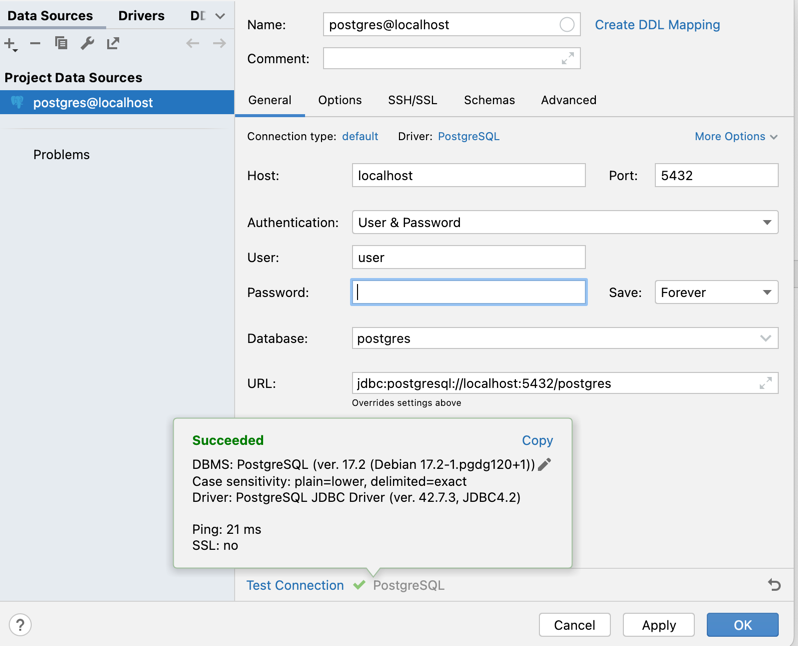 Data Sources Drivers
Project Data Sources
postgres@localhost
Problems
Name: postgres@localhost Create DDL Mapping
Comment:
General Options SSH/SSL Schemas Advanced
Connection type: default Driver: PostgreSQL More Options
Host: localhost Port: 5432
Authentication: User & Password
User: user
Password: Save: Forever
Database: postgres
URL: jdbc:postgresql://localhost:5432/postgres
Overrides settings above
Succeeded Copy
DBMS: PostgreSQL (ver. 17.2 (Debian 17.2-1.pgdg120+1))
Case sensitivity: plain=lower, delimited=exact
Driver: PostgreSQL JDBC Driver (ver. 42.7.3, JDBC4.2)
Ping: 21 ms
SSL: no
Test Connection PostgreSQL
? Cancel Apply OK